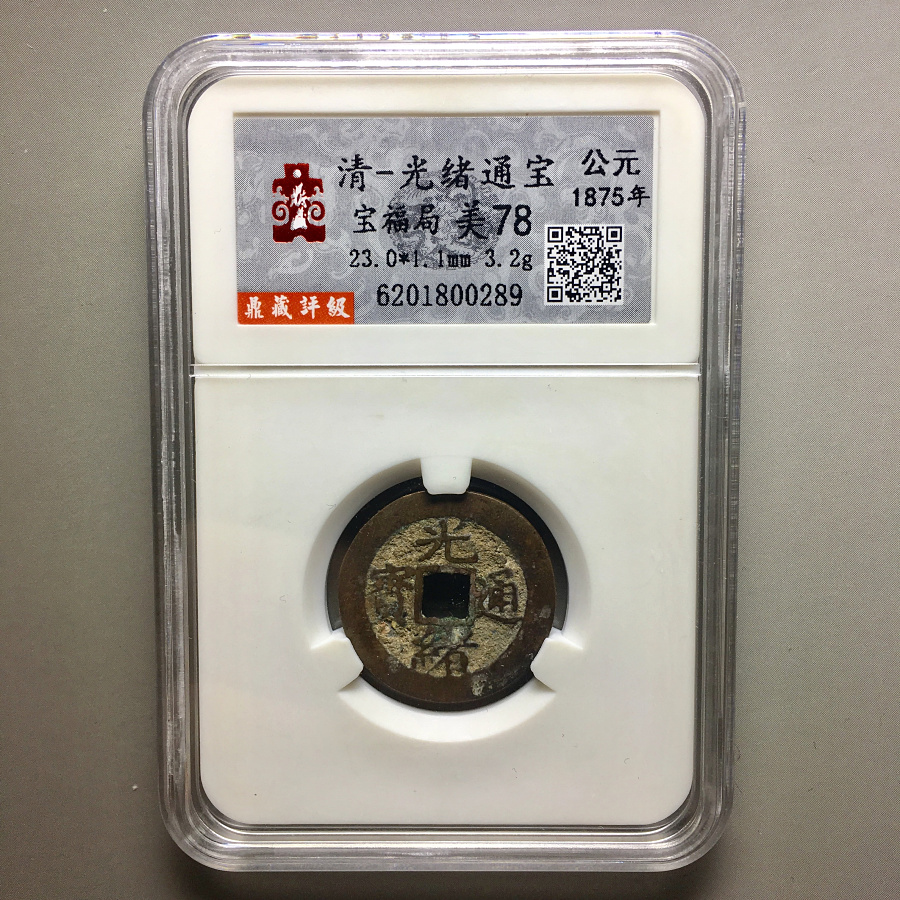 清-光绪通宝
公元
1875年
宝福局 美78
23.0*1.1mm 3.2g
6201800289
鼎藏評級
光緒通寶